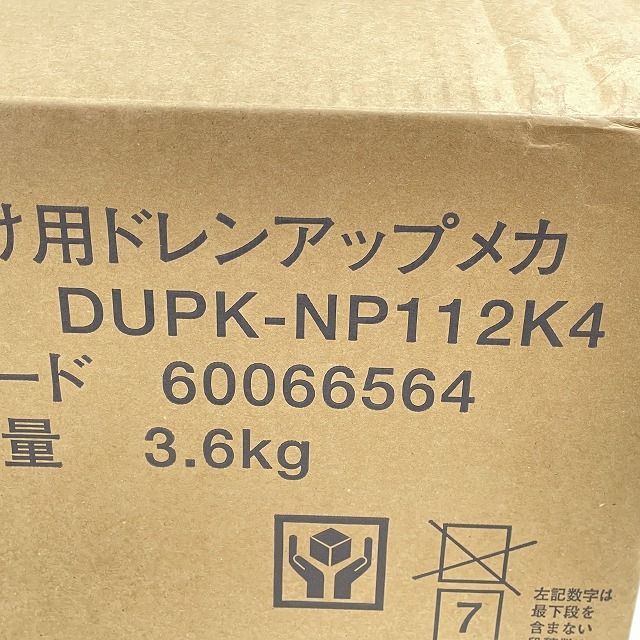 け用ドレンアップメカ
DUPK-NP112K4
ード 60066564
量 3.6kg
7
左記数字は
最下段を
含まない